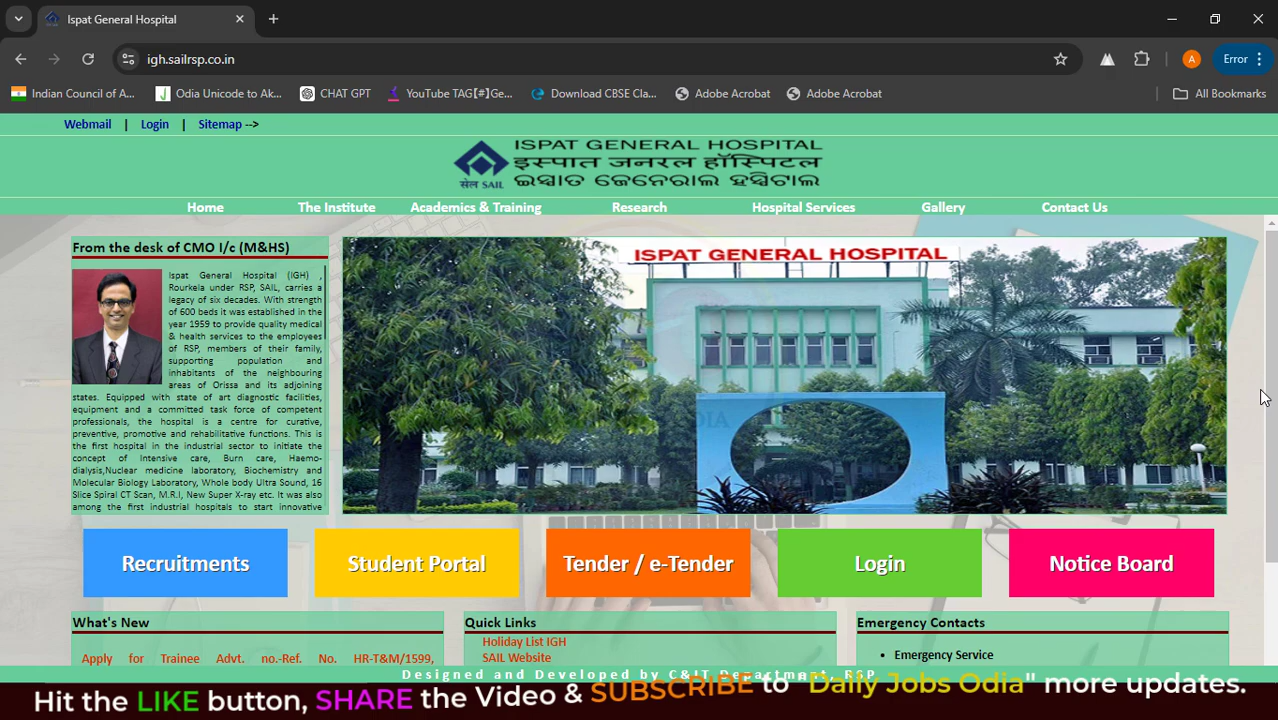 Ispat General Hospital
igh.sailrsp.co.in
A
Error
Indian Council of A...
Odia Unicode to Ak...
CHAT GPT
YouTube TAG【#】Ge...
Download CBSE Cla...
Adobe Acrobat
Adobe Acrobat
All Bookmarks
Webmail | Login | Sitemap -->
सेल SAIL
ISPAT GENERAL HOSPITAL
इस्पात जनरल हॉस्पिटल
ଇସ୍ପାତ ଜେନେରାଲ ହସ୍ପିଟାଲ
Home
The Institute
Academics & Training
Research
Hospital Services
Gallery
Contact Us
From the desk of CMO I/c (M&HS)
Ispat General Hospital (IGH) ,
Rourkela under RSP, SAIL, carries a
legacy of six decades. With strength
of 600 beds it was established in the
year 1959 to provide quality medical
& health services to the employees
of RSP, members of their family,
supporting population and
inhabitants of the neighbouring
areas of Orissa and its adjoining
states. Equipped with state of art diagnostic facilities,
equipment and a committed task force of competent
professionals, the hospital is a centre for curative,
preventive, promotive and rehabilitative functions. This is
the first hospital in the industrial sector to initiate the
concept of Intensive care, Burn care, Haemo-
dialysis,Nuclear medicine laboratory, Biochemistry and
Molecular Biology Laboratory, Whole body Ultra Sound, 16
Slice Spiral CT Scan, M.R.I, New Super X-ray etc. It was also
among the first industrial hospitals to start innovative
ISPAT GENERAL HOSPITAL
Recruitments
Student Portal
Tender / e-Tender
Login
Notice Board
What's New
Apply for Trainee Advt. no.-Ref. No. HR-T&M/1599,
Quick Links
Holiday List IGH
SAIL Website
Emergency Contacts
• Emergency Service
Designed and Developed by C&IT Department, RSP
Hit the LIKE button, SHARE the Video & SUBSCRIBE to "Daily Jobs Odia" more updates.